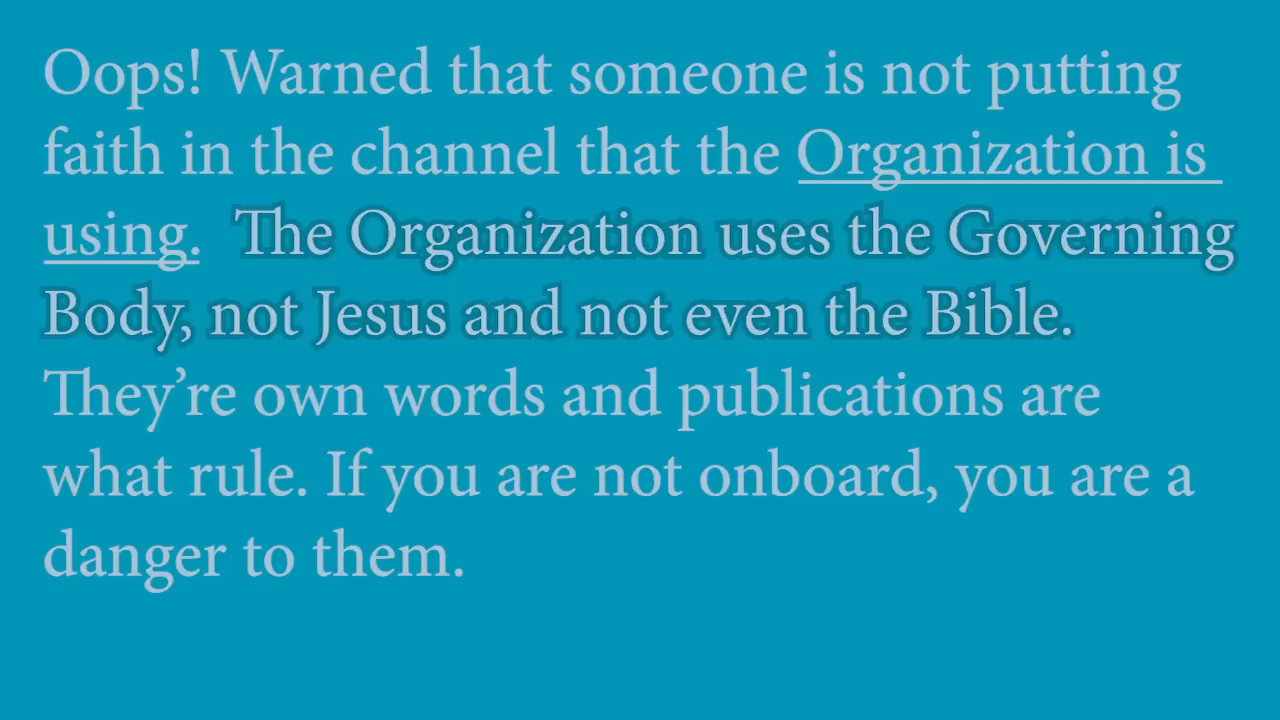 Oops! Warned that someone is not putting
faith in the channel that the Organization is
using.  The Organization uses the Governing
Body, not Jesus and not even the Bible.
They’re own words and publications are
what rule. If you are not onboard, you are a
danger to them.